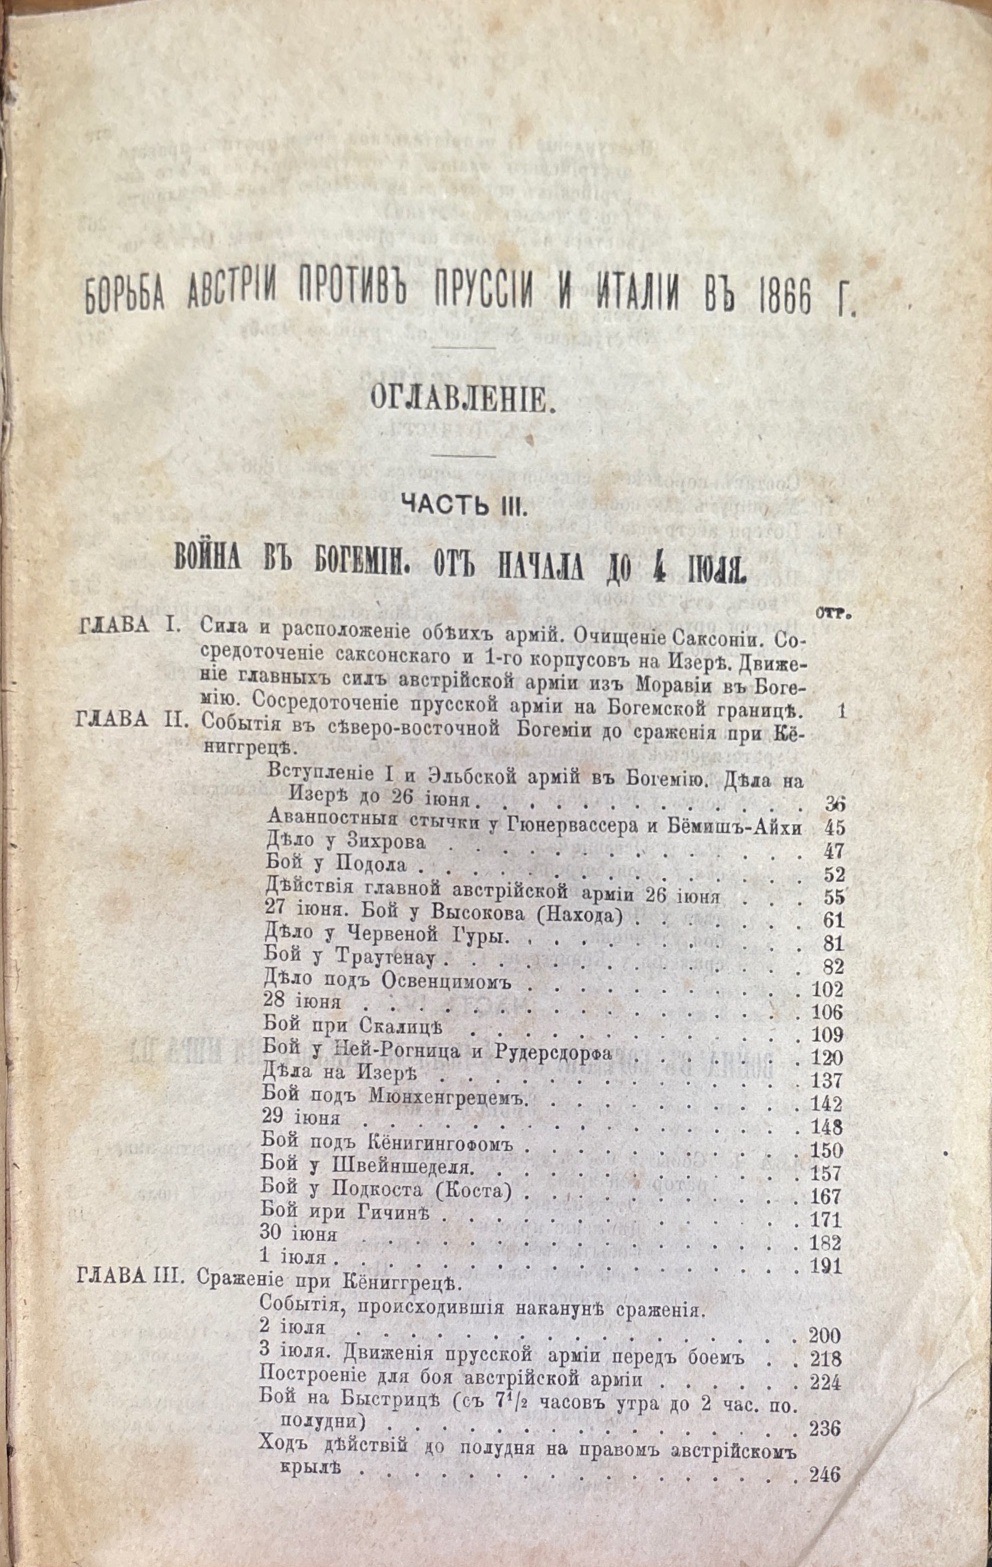 БОРЬБА АВСТРІИ ПРОТИВЪ ПРУССІИ И ИТАЛІИ ВЪ 1866 Г.
ОГЛАВЛЕНІЕ.
ЧАСТЬ III.
ВОЙНА ВЪ БОГЕМІИ. ОТЪ НАЧАЛА ДО 4 ІЮЛЯ.
СТР.
ГЛАВА I. Сила и расположеніе обѣихъ армій. Очищеніе Саксоніи. Со-
средоточеніе саксонскаго и 1-го корпусовъ на Изерѣ. Движе-
ніе главныхъ силъ австрійской арміи изъ Моравіи въ Боге-
мію. Сосредоточеніе прусской арміи на Богемской границѣ. 1
ГЛАВА II. Событія въ сѣверо-восточной Богеміи до сраженія при Кё-
ниггрецѣ.
Вступленіе I и Эльбской армій въ Богемію. Дѣла на
Изерѣ до 26 іюня . . . . . . . . . . . . . 36
Аванпостныя стычки у Гюнервассера и Бёмишъ-Айхи 45
Дѣло у Зихрова . . . . . . . . . . . . . . 47
Бой у Подола . . . . . . . . . . . . . . . 52
Дѣйствія главной австрійской арміи 26 іюня . . . 55
27 іюня. Бой у Высокова (Находа) . . . . . . . 61
Дѣло у Червеной Гуры. . . . . . . . . . . . 81
Бой у Траутенау . . . . . . . . . . . . . . 82
Дѣло подъ Освенцимомъ . . . . . . . . . . . 102
28 іюня . . . . . . . . . . . . . . . . . 106
Бой при Скалицѣ . . . . . . . . . . . . . 109
Бой у Ней-Рогница и Рудерсдорфа . . . . . . . 120
Дѣла на Изерѣ . . . . . . . . . . . . . . 137
Бой подъ Мюнхенгрецемъ. . . . . . . . . . . 142
29 іюня . . . . . . . . . . . . . . . . . 148
Бой подъ Кёнигингофомъ . . . . . . . . . . . 150
Бой у Швейншеделя. . . . . . . . . . . . . 157
Бой у Подкоста (Коста) . . . . . . . . . . . 167
Бой ири Гичинѣ . . . . . . . . . . . . . . 171
30 іюня . . . . . . . . . . . . . . . . . 182
1 іюля . . . . . . . . . . . . . . . . . . 191
ГЛАВА III. Сраженіе при Кёниггрецѣ.
Событія, происходившія наканунѣ сраженія.
2 іюля . . . . . . . . . . . . . . . . . 200
3 іюля. Движенія прусской арміи передъ боемъ . . 218
Построеніе для боя австрійской арміи . . . . . . 224
Бой на Быстрицѣ (съ 7¹/₂ часовъ утра до 2 час. по.
полудни) . . . . . . . . . . . . . . . . 236
Ходъ дѣйствій до полудня на правомъ австрійскомъ
крылѣ . . . . . . . . . . . . . . . . . 246